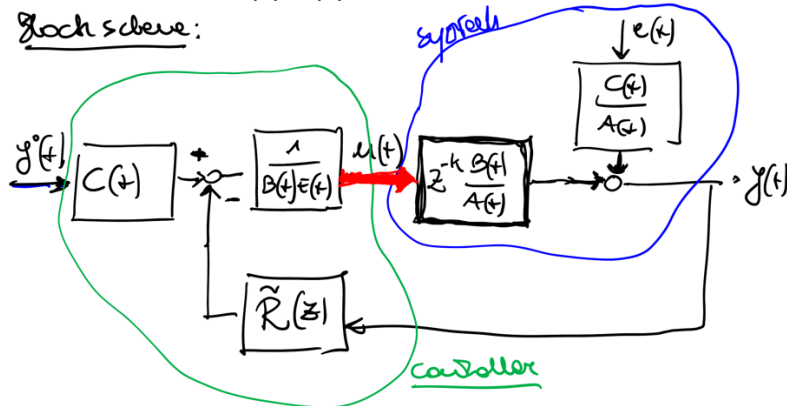 Block scheme:
system
e(t)
C(z)
A(z)
y°(t)
C(z)
+
-
1
B(z)E(z)
u(t)
z^-k B(z)
A(z)
y(t)
R̃(z)
controller